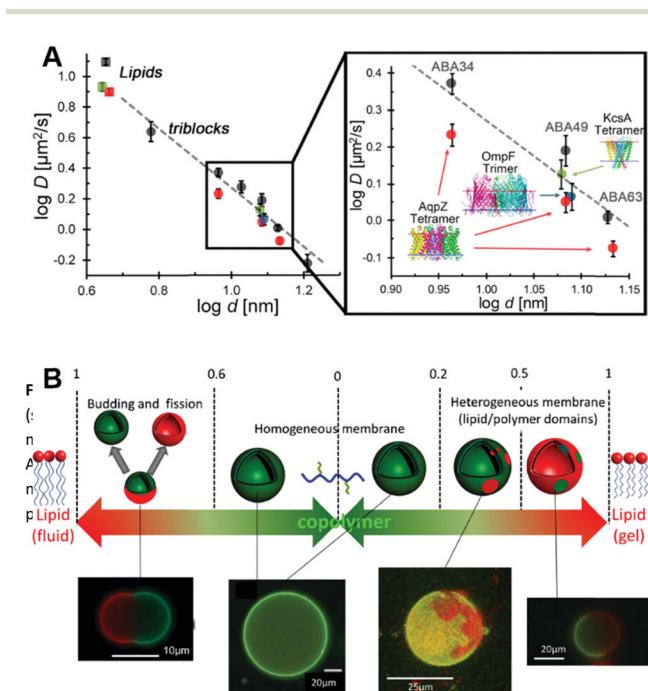 A
Lipids
triblocks
log D [µm²/s]
1.0
0.8
0.6
0.4
0.2
0.0
-0.2
0.6
0.8
1.0
1.2
log d [nm]
ABA34
ABA49
ABA63
KcsA
Tetramer
OmpF
Trimer
AqpZ
Tetramer
log D [µm²/s]
0.4
0.3
0.2
0.1
0.0
-0.1
0.90
0.95
1.00
1.05
1.10
1.15
log d [nm]
B
1
0.6
0
0.2
0.5
1
Budding and fission
Homogeneous membrane
Heterogeneous membrane
(lipid/polymer domains)
F
(s
n
A
n
p
Lipid
(fluid)
copolymer
Lipid
(gel)
10µm
20µm
25µm
20µm